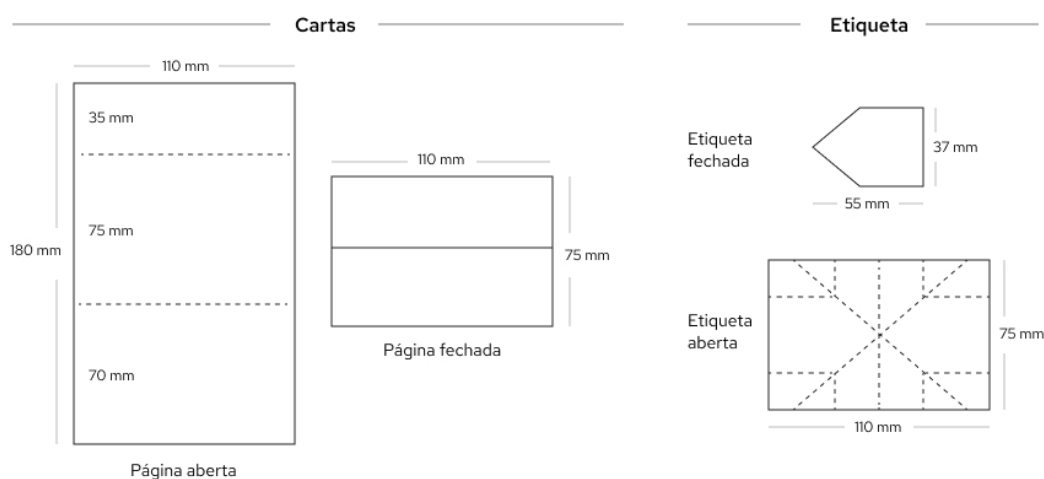 Cartas
110 mm
35 mm
75 mm
180 mm
70 mm
Página aberta
110 mm
75 mm
Página fechada
Etiqueta
Etiqueta
fechada
37 mm
55 mm
Etiqueta
aberta
75 mm
110 mm